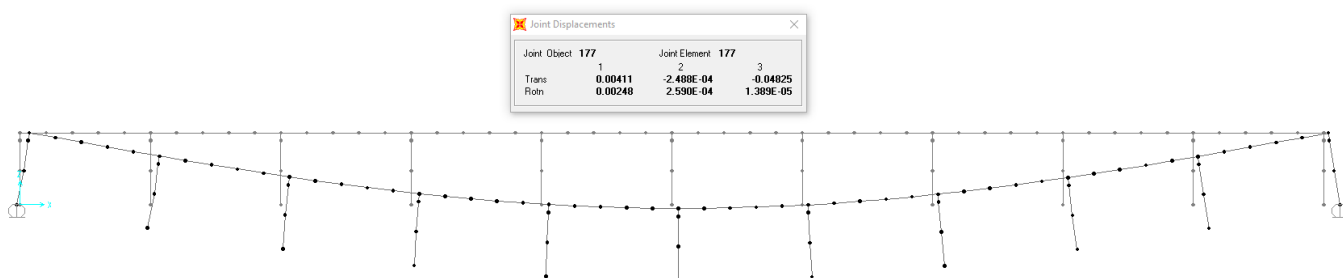 Joint Displacements
Joint Object 177 Joint Element 177
1 2 3
Trans 0.00411 -2.488E-04 -0.04825
Rotn 0.00248 2.590E-04 1.389E-05
Z
X